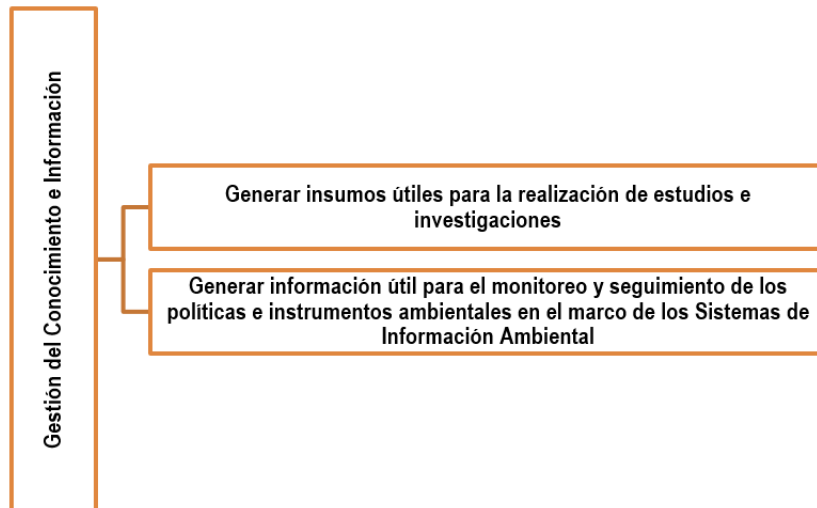 Gestión del Conocimiento e Información
Generar insumos útiles para la realización de estudios e
investigaciones
Generar información útil para el monitoreo y seguimiento de los
políticas e instrumentos ambientales en el marco de los Sistemas de
Información Ambiental